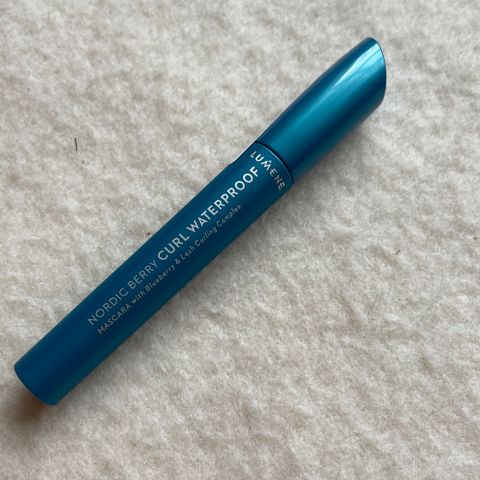 LUMENE
NORDIC BERRY CURL WATERPROOF
MASCARA with Blueberry & Lash Curling Complex